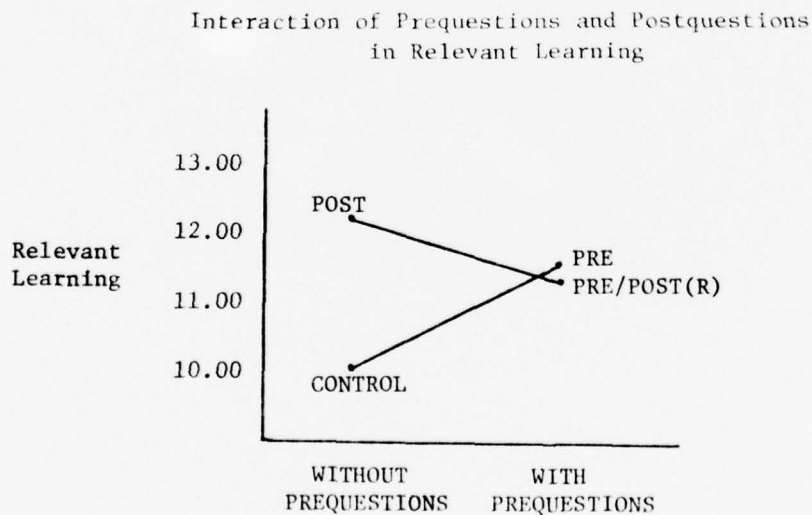 Interaction of Prequestions and Postquestions
in Relevant Learning
13.00
POST
12.00
Relevant
Learning
PRE
PRE/POST(R)
11.00
10.00
CONTROL
WITHOUT
PREQUESTIONS
WITH
PREQUESTIONS